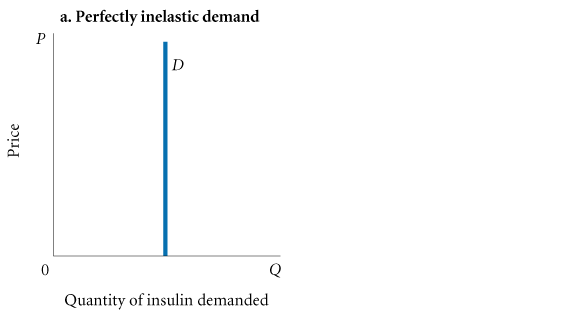 a. Perfectly inelastic demand
P
D
Price
0
Q
Quantity of insulin demanded